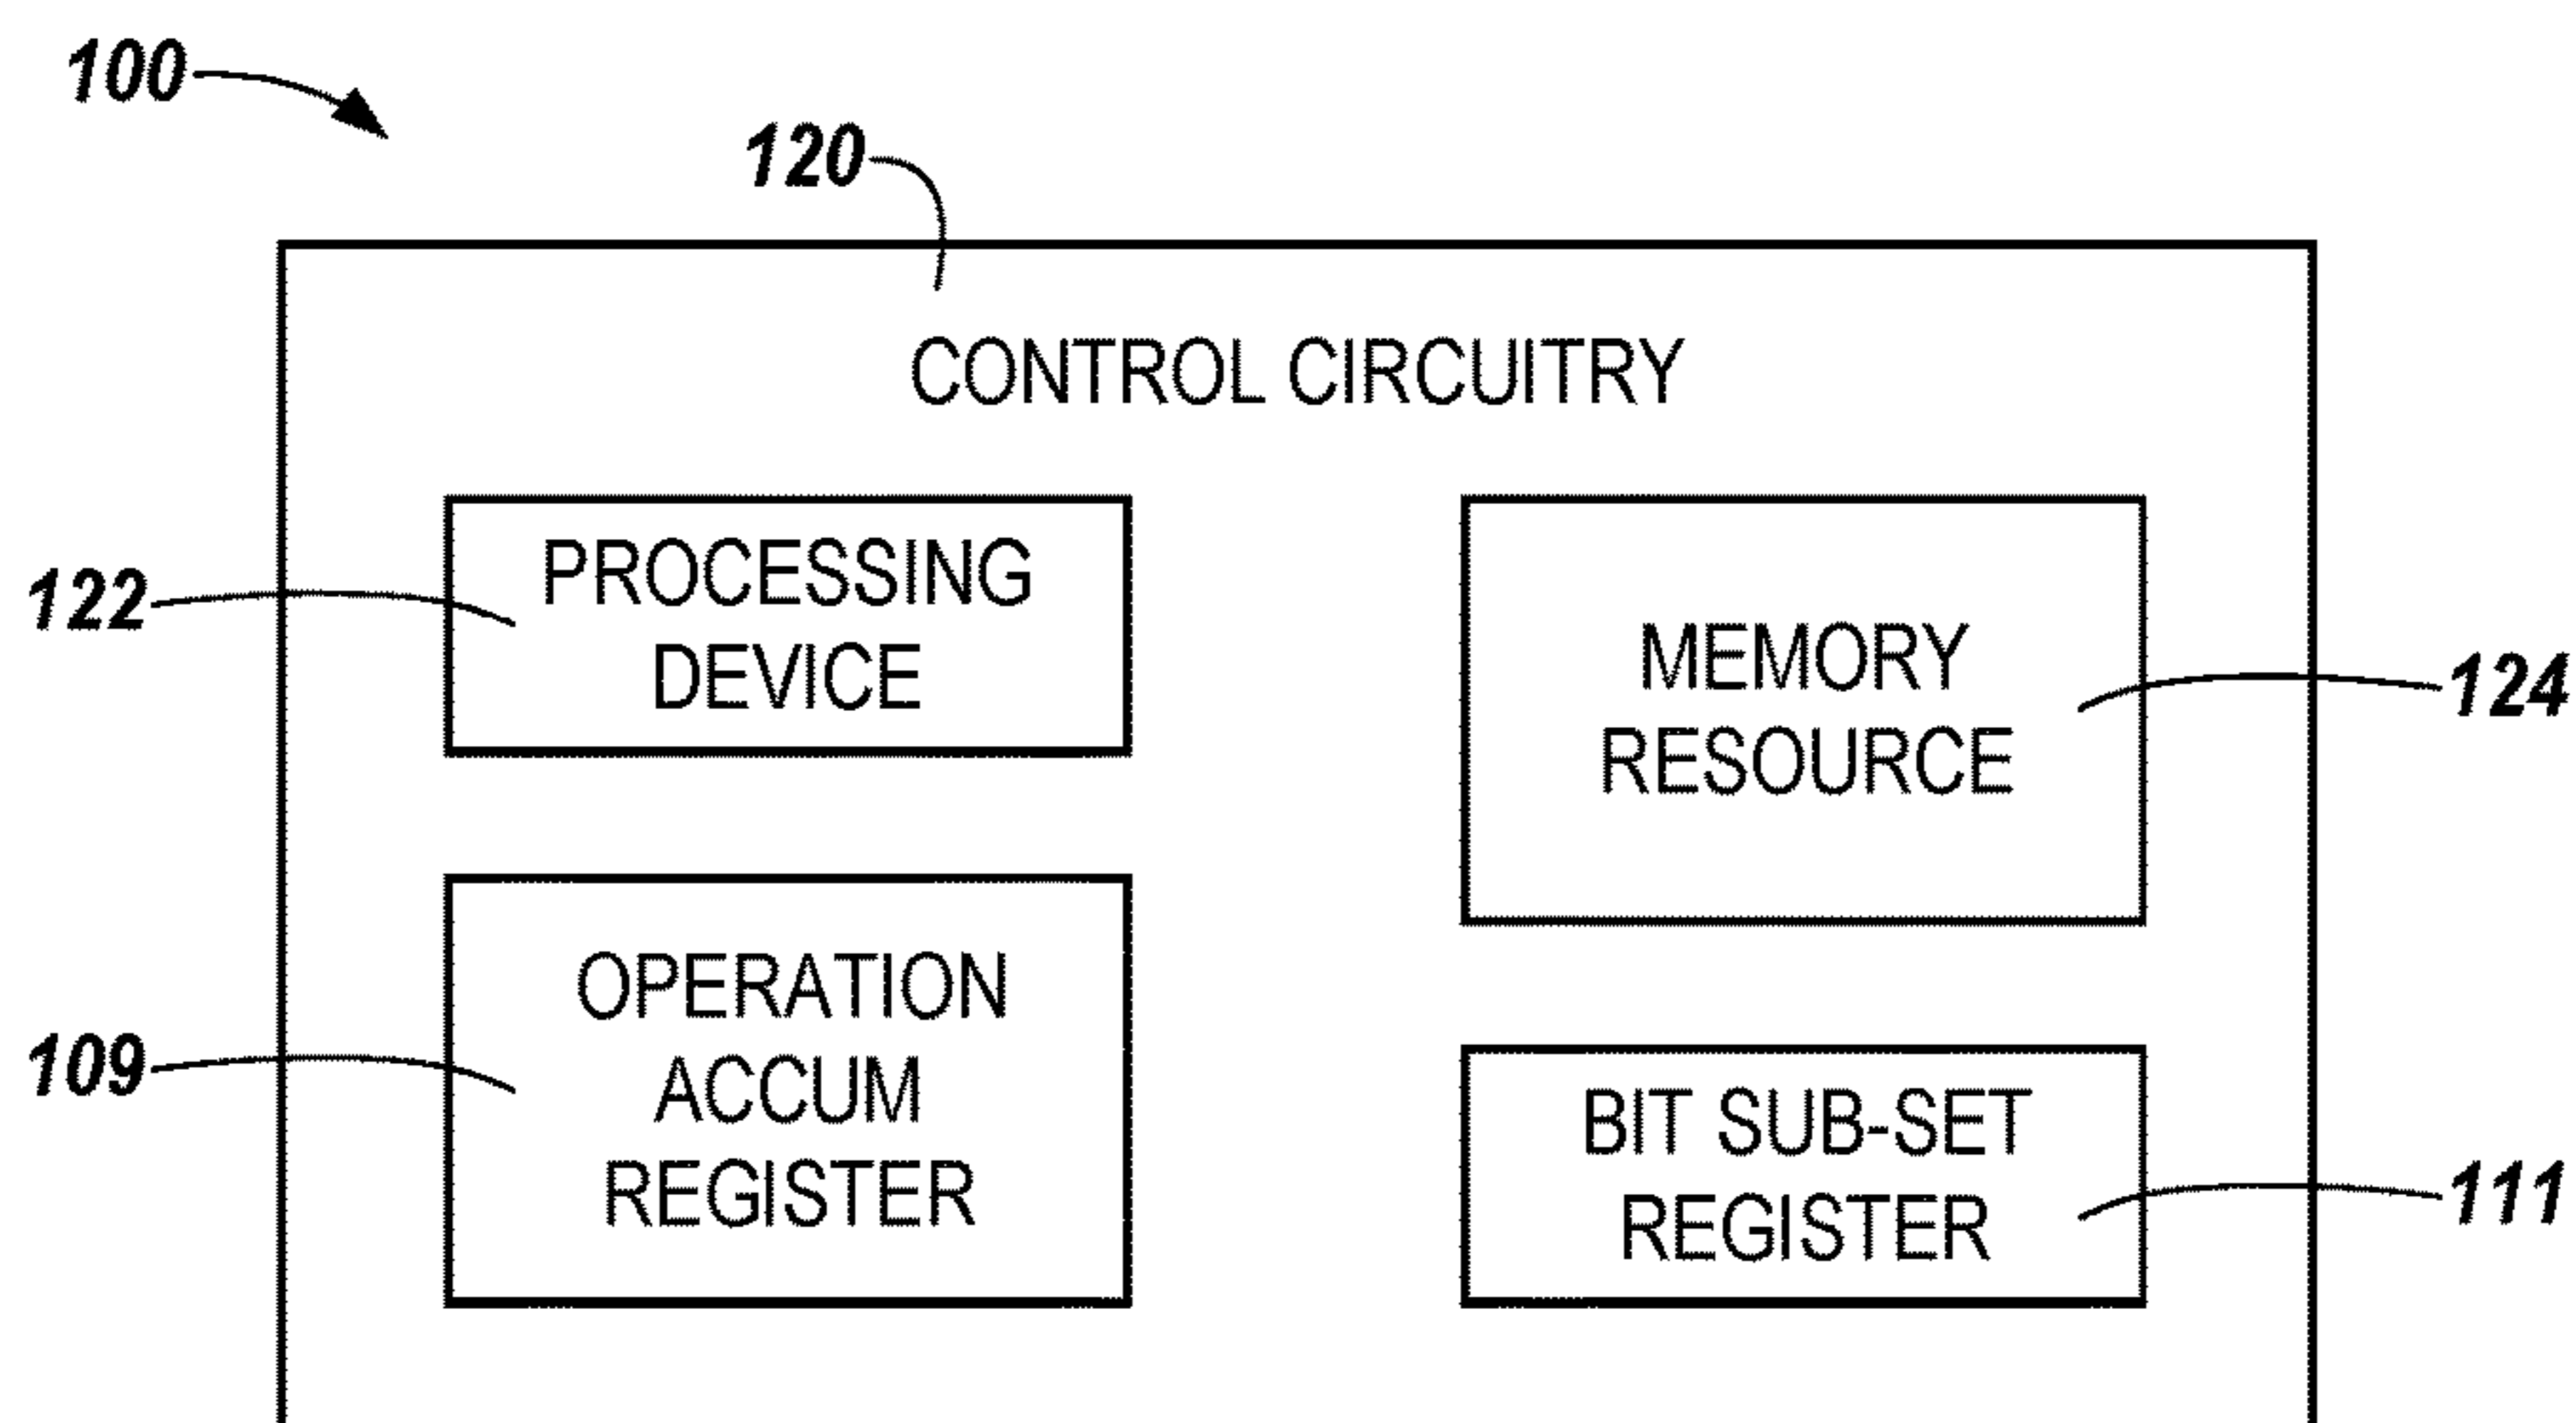 100
120
CONTROL CIRCUITRY
122
PROCESSING
DEVICE
MEMORY
RESOURCE
124
109
OPERATION
ACCUM
REGISTER
BIT SUB-SET
REGISTER
111